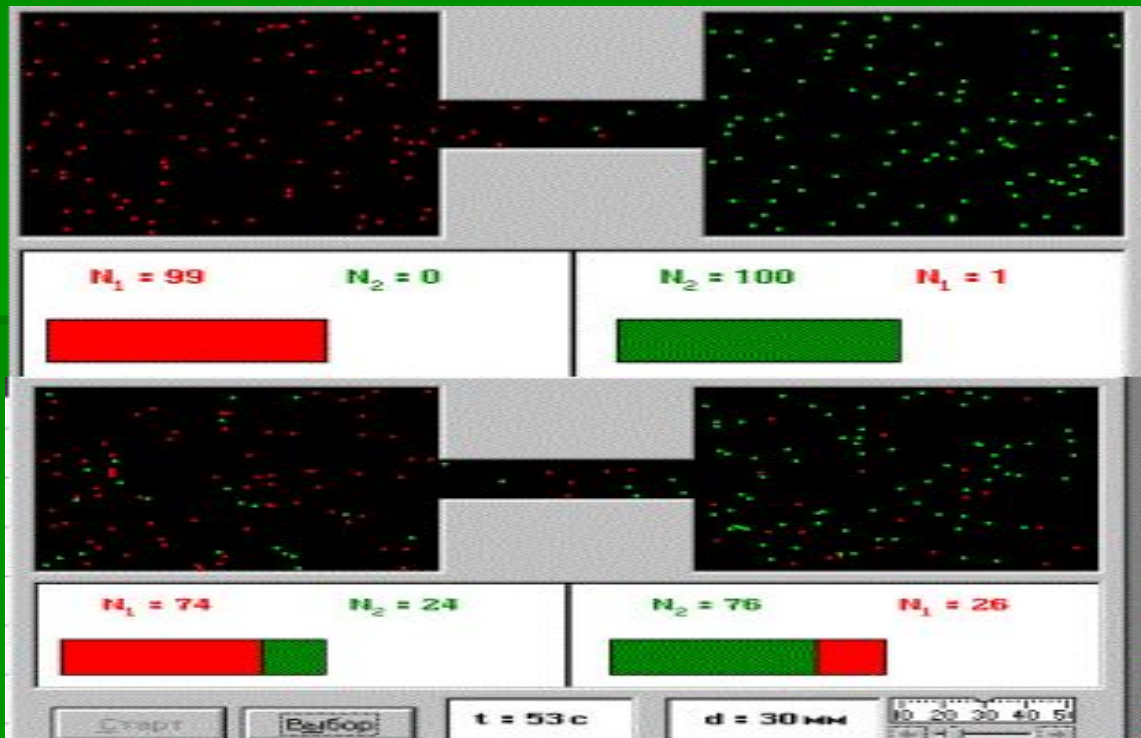 N₁ = 99 N₂ = 0 N₂ = 100 N₁ = 1
N₁ = 74 N₂ = 24 N₂ = 76 N₁ = 26
Старт Выбор t = 53 с d = 30 мм 10 20 30 40 5